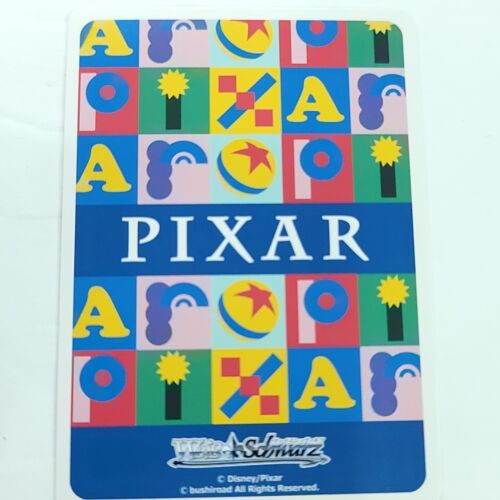 A r p i
p i X A r
A r p i
PIXAR
A r p i
p i X A r
Weiß Schwarz
© Disney/Pixar
© bushiroad All Rights Reserved.